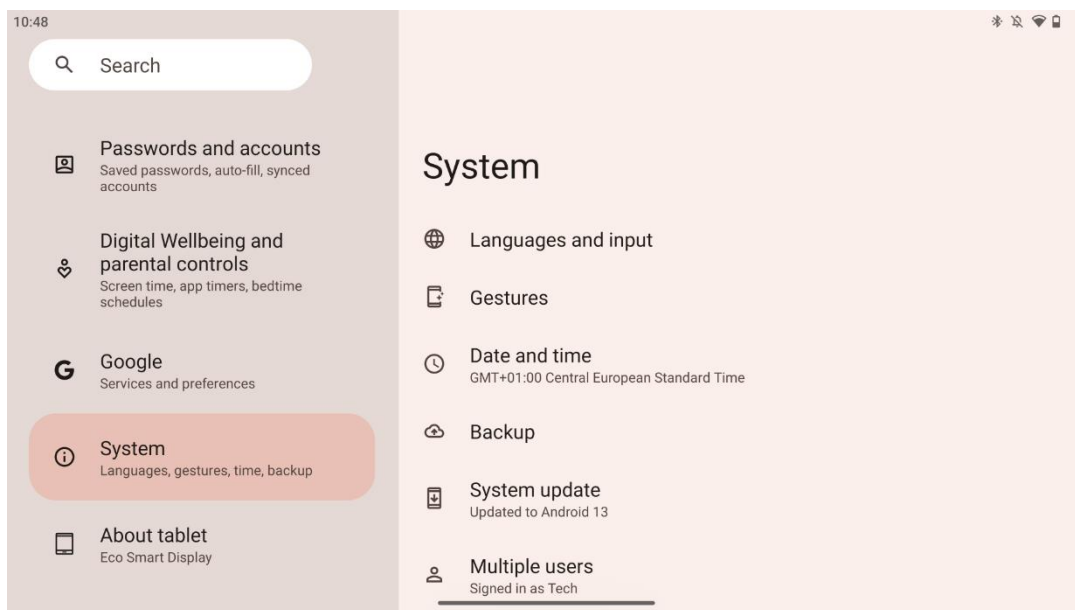 10:48
Search
Passwords and accounts
Saved passwords, auto-fill, synced
accounts
Digital Wellbeing and
parental controls
Screen time, app timers, bedtime
schedules
Google
Services and preferences
System
Languages, gestures, time, backup
About tablet
Eco Smart Display
System
Languages and input
Gestures
Date and time
GMT+01:00 Central European Standard Time
Backup
System update
Updated to Android 13
Multiple users
Signed in as Tech